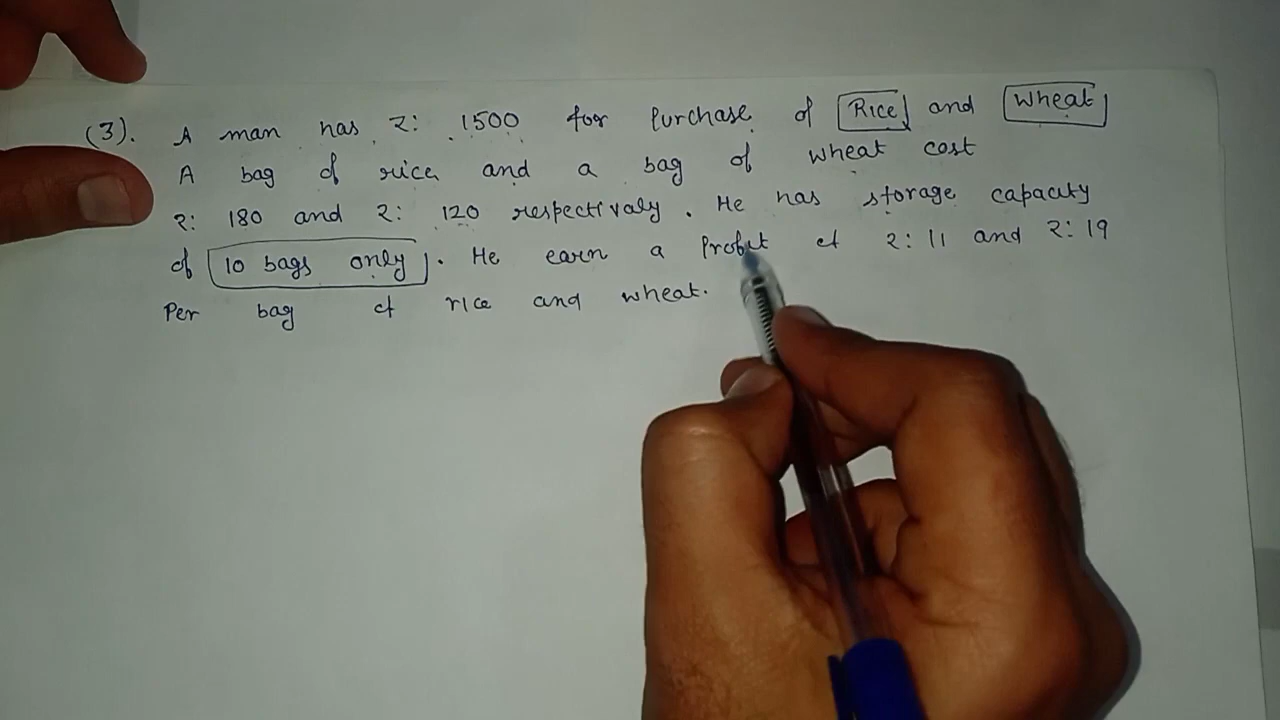 (3). A man has ₹: 1500 for Purchase of Rice and Wheat
A bag of rice and a bag of wheat cost
₹: 180 and ₹: 120 respectivaly. He has storage capacity
of 10 bags only. He earn a Profit of ₹: 11 and ₹: 19
Per bag of rice and wheat.